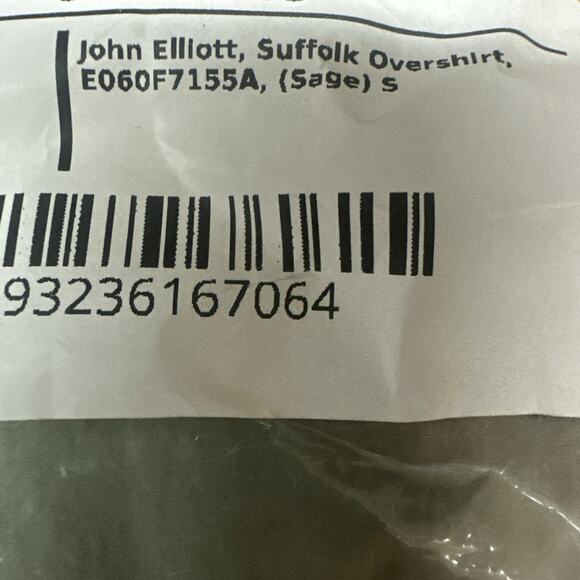 John Elliott, Suffolk Overshirt,
E060F7155A, (Sage) S
93236167064